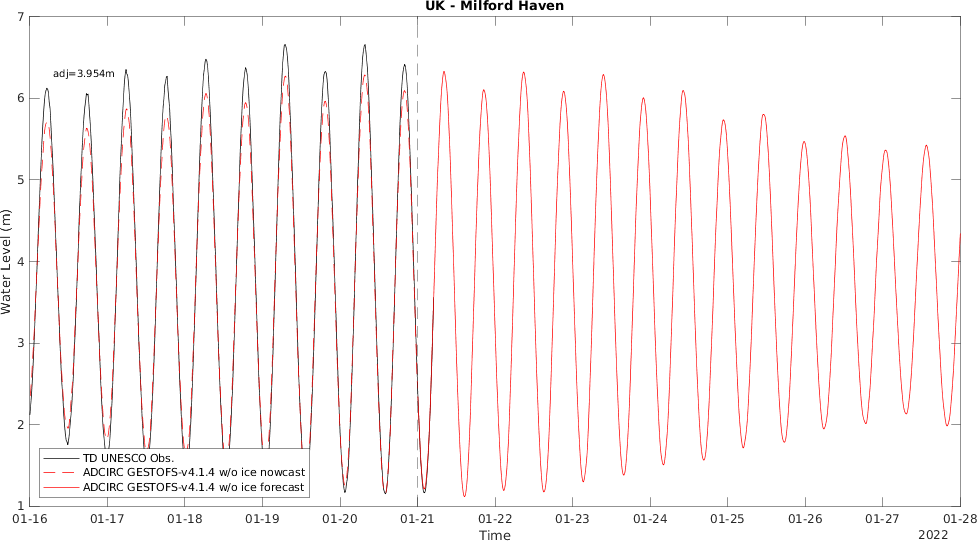 UK - Milford Haven
7
6
5
4
3
2
1
Water Level (m)
adj=3.954m
TD UNESCO Obs.
ADCIRC GESTOFS-v4.1.4 w/o ice nowcast
ADCIRC GESTOFS-v4.1.4 w/o ice forecast
01-16 01-17 01-18 01-19 01-20 01-21 01-22 01-23 01-24 01-25 01-26 01-27 01-28
Time
2022